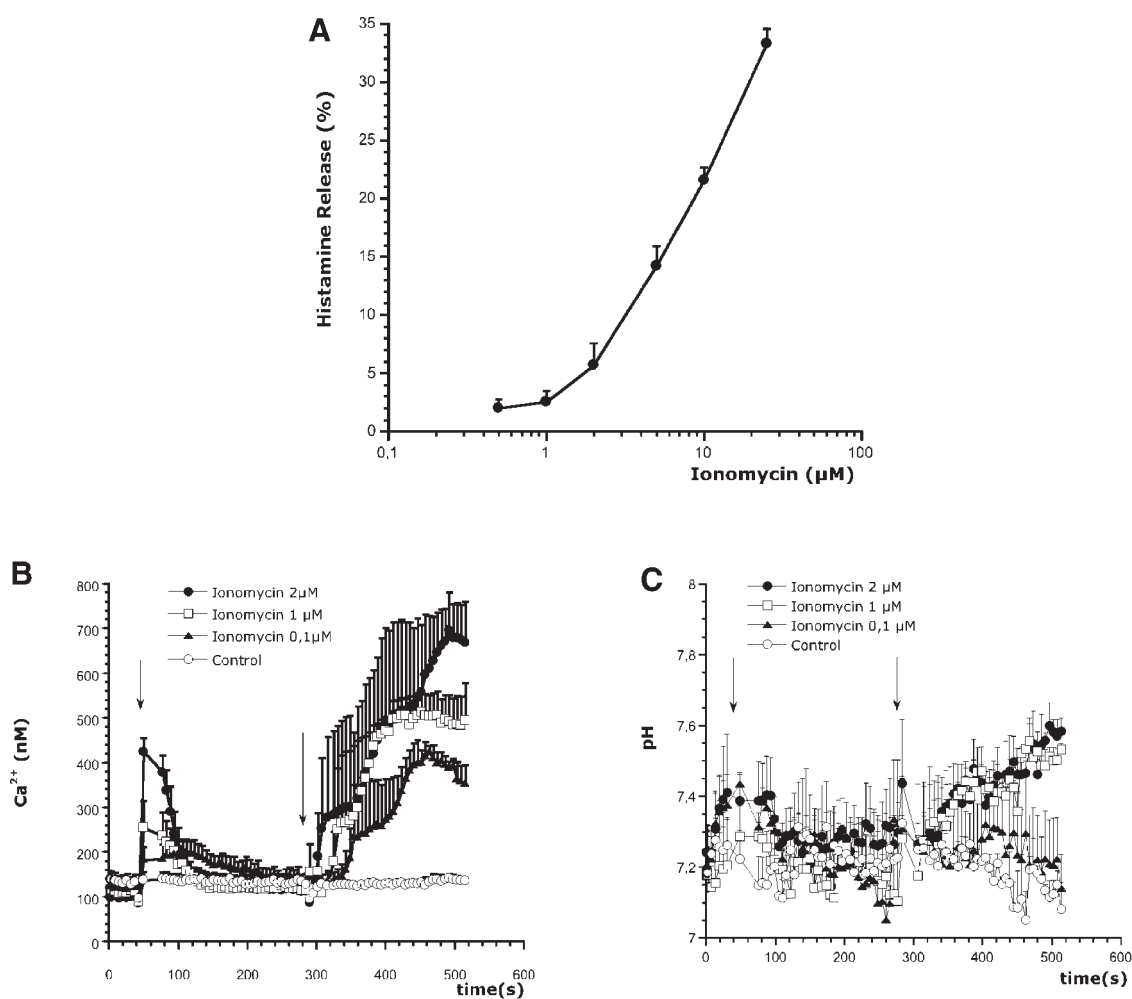 A
Histamine Release (%)
35
30
25
20
15
10
5
0
0,1 1 10 100
Ionomycin (µM)
B
Ca2+ (nM)
800
700
600
500
400
300
200
100
0
Ionomycin 2µM
Ionomycin 1 µM
Ionomycin 0,1µM
Control
0 100 200 300 400 500 60
time(s)
C
pH
8
7,8
7,6
7,4
7,2
7
Ionomycin 2 µM
Ionomycin 1 µM
Ionomycin 0,1 µM
Control
0 100 200 300 400 500 600
time(s)